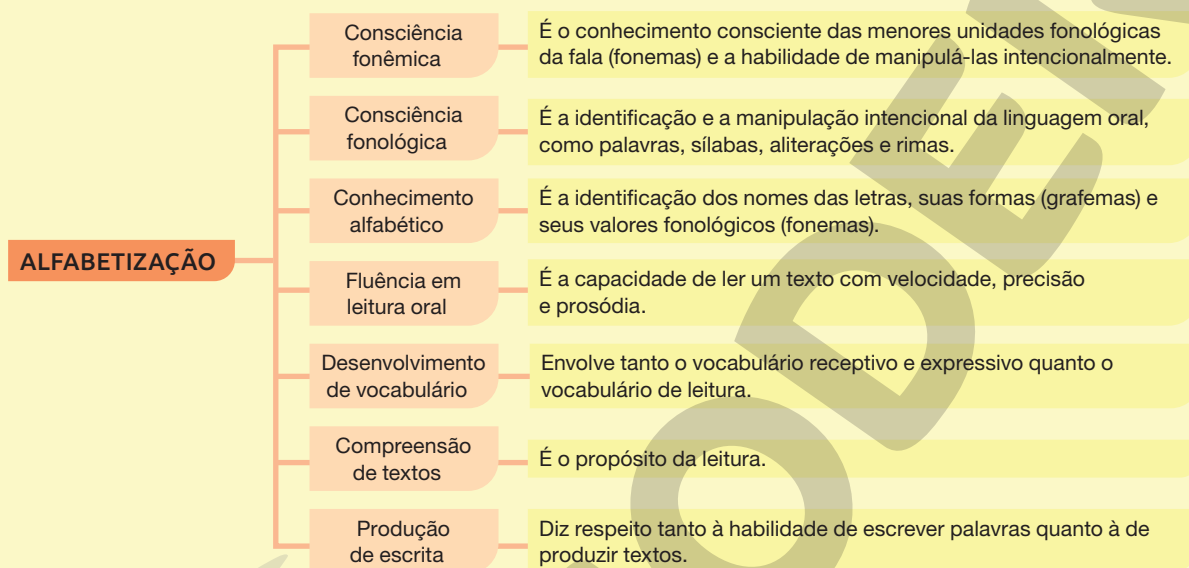 Consciência
fonêmica
É o conhecimento consciente das menores unidades fonológicas
da fala (fonemas) e a habilidade de manipulá-las intencionalmente.
Consciência
fonológica
É a identificação e a manipulação intencional da linguagem oral,
como palavras, sílabas, aliterações e rimas.
Conhecimento
alfabético
É a identificação dos nomes das letras, suas formas (grafemas) e
seus valores fonológicos (fonemas).
ALFABETIZAÇÃO
Fluência em
leitura oral
É a capacidade de ler um texto com velocidade, precisão
e prosódia.
Desenvolvimento
de vocabulário
Envolve tanto o vocabulário receptivo e expressivo quanto o
vocabulário de leitura.
Compreensão
de textos
É o propósito da leitura.
Produção
de escrita
Diz respeito tanto à habilidade de escrever palavras quanto à de
produzir textos.